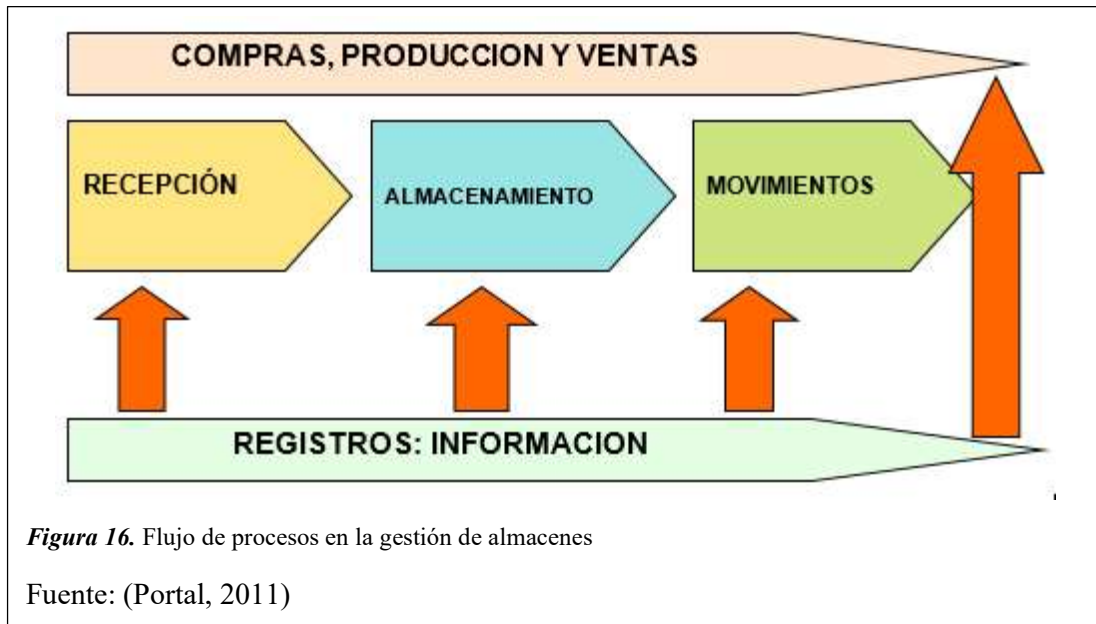 COMPRAS, PRODUCCION Y VENTAS
RECEPCIÓN
ALMACENAMIENTO
MOVIMIENTOS
REGISTROS: INFORMACION
Figura 16. Flujo de procesos en la gestión de almacenes
Fuente: (Portal, 2011)